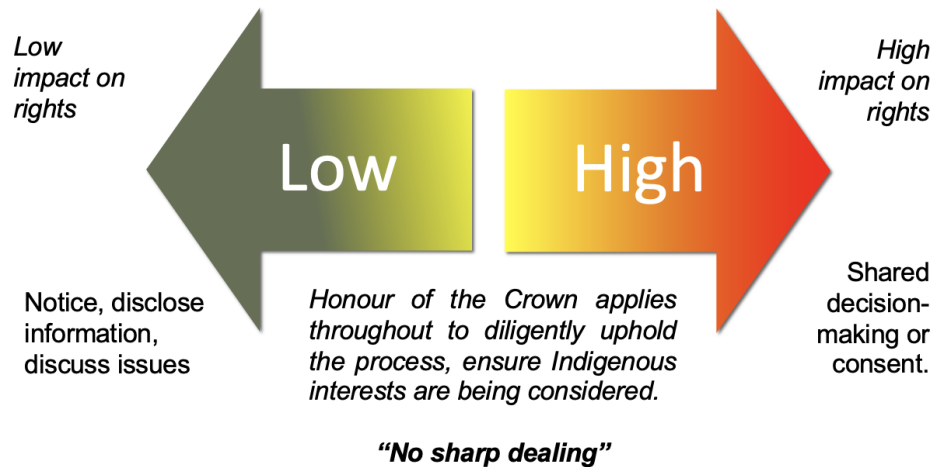 Low
impact on
rights
High
impact on
rights
Low
High
Notice, disclose
information,
discuss issues
Honour of the Crown applies
throughout to diligently uphold
the process, ensure Indigenous
interests are being considered.
“No sharp dealing”
Shared
decision-
making or
consent.